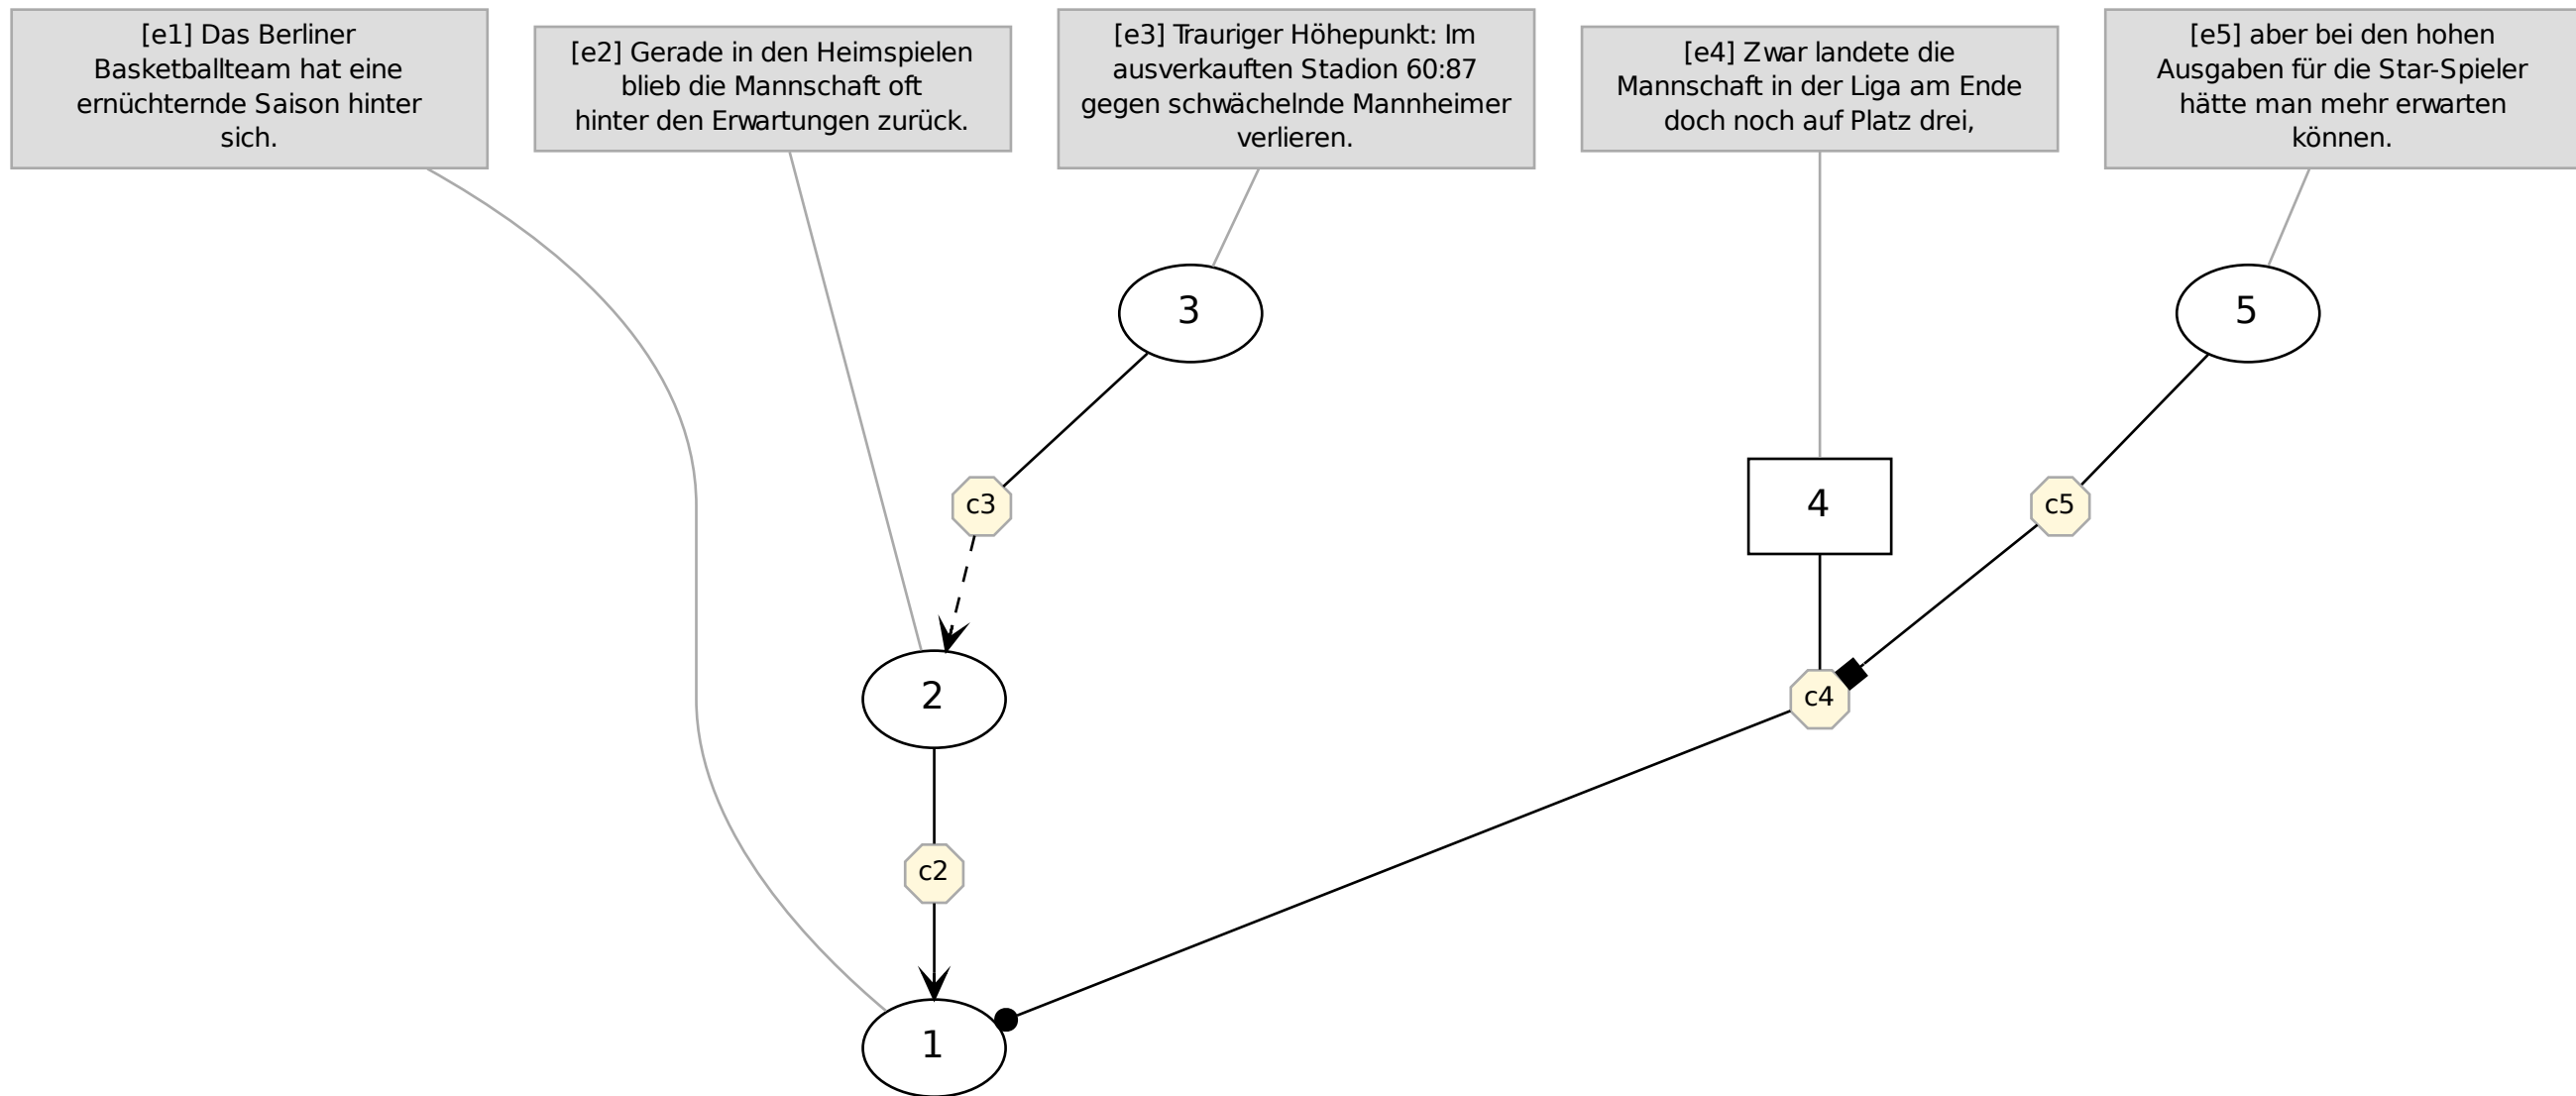 [e1] Das Berliner
Basketballteam hat eine
ernüchternde Saison hinter
sich.
[e2] Gerade in den Heimspielen
blieb die Mannschaft oft
hinter den Erwartungen zurück.
[e3] Trauriger Höhepunkt: Im
ausverkauften Stadion 60:87
gegen schwächelnde Mannheimer
verlieren.
[e4] Zwar landete die
Mannschaft in der Liga am Ende
doch noch auf Platz drei,
[e5] aber bei den hohen
Ausgaben für die Star-Spieler
hätte man mehr erwarten
können.
3
5
c3
4
c5
2
c4
c2
1